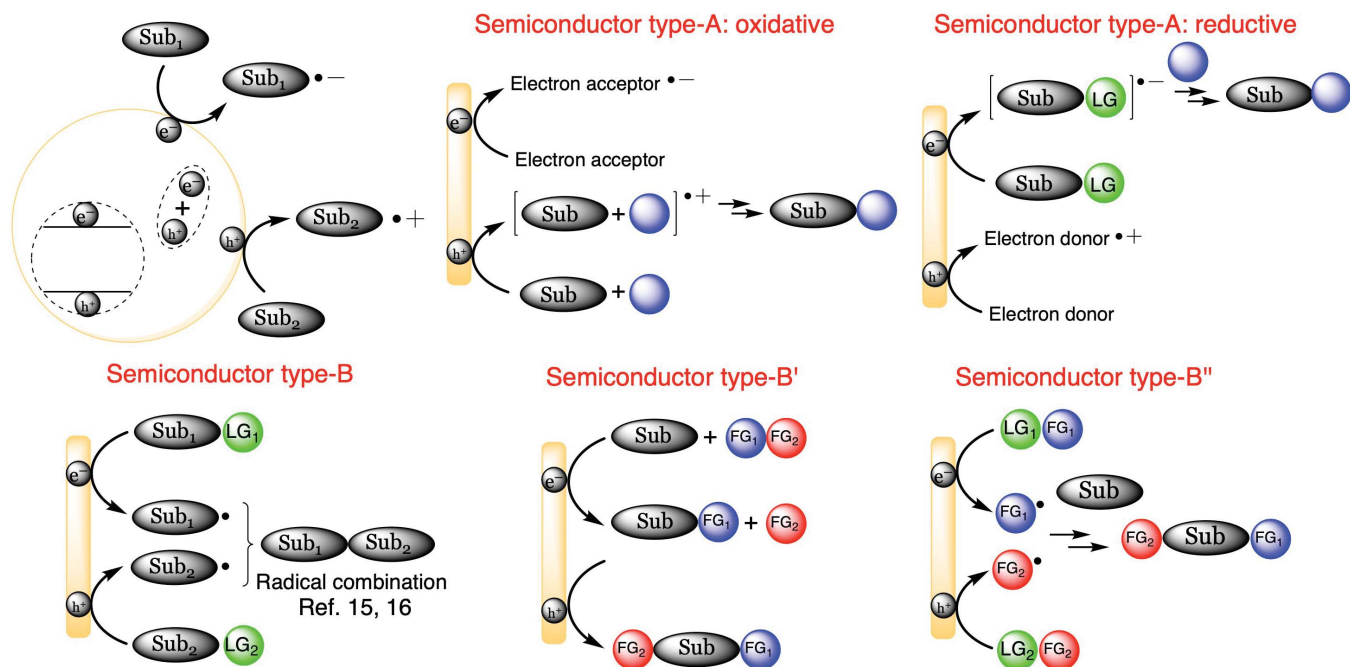 Sub₁
Sub₁ •−
e⁻
e⁻
e⁻
+
h⁺
h⁺
h⁺
Sub₂ •+
Sub₂
Semiconductor type-A: oxidative
Electron acceptor •−
e⁻
Electron acceptor
[Sub + ]•+
Sub
h⁺
Sub +
Semiconductor type-A: reductive
[Sub LG]•−
Sub
e⁻
Sub LG
Electron donor •+
h⁺
Electron donor
Semiconductor type-B
Sub₁ LG₁
e⁻
Sub₁ •
Sub₂ •
Sub₁ Sub₂
Radical combination
Ref. 15, 16
h⁺
Sub₂ LG₂
Semiconductor type-B'
Sub + FG₁ FG₂
e⁻
Sub FG₁ + FG₂
h⁺
FG₂ Sub FG₁
Semiconductor type-B"
LG₁ FG₁
e⁻
Sub
FG₁ •
FG₂ Sub FG₁
FG₂ •
h⁺
LG₂ FG₂